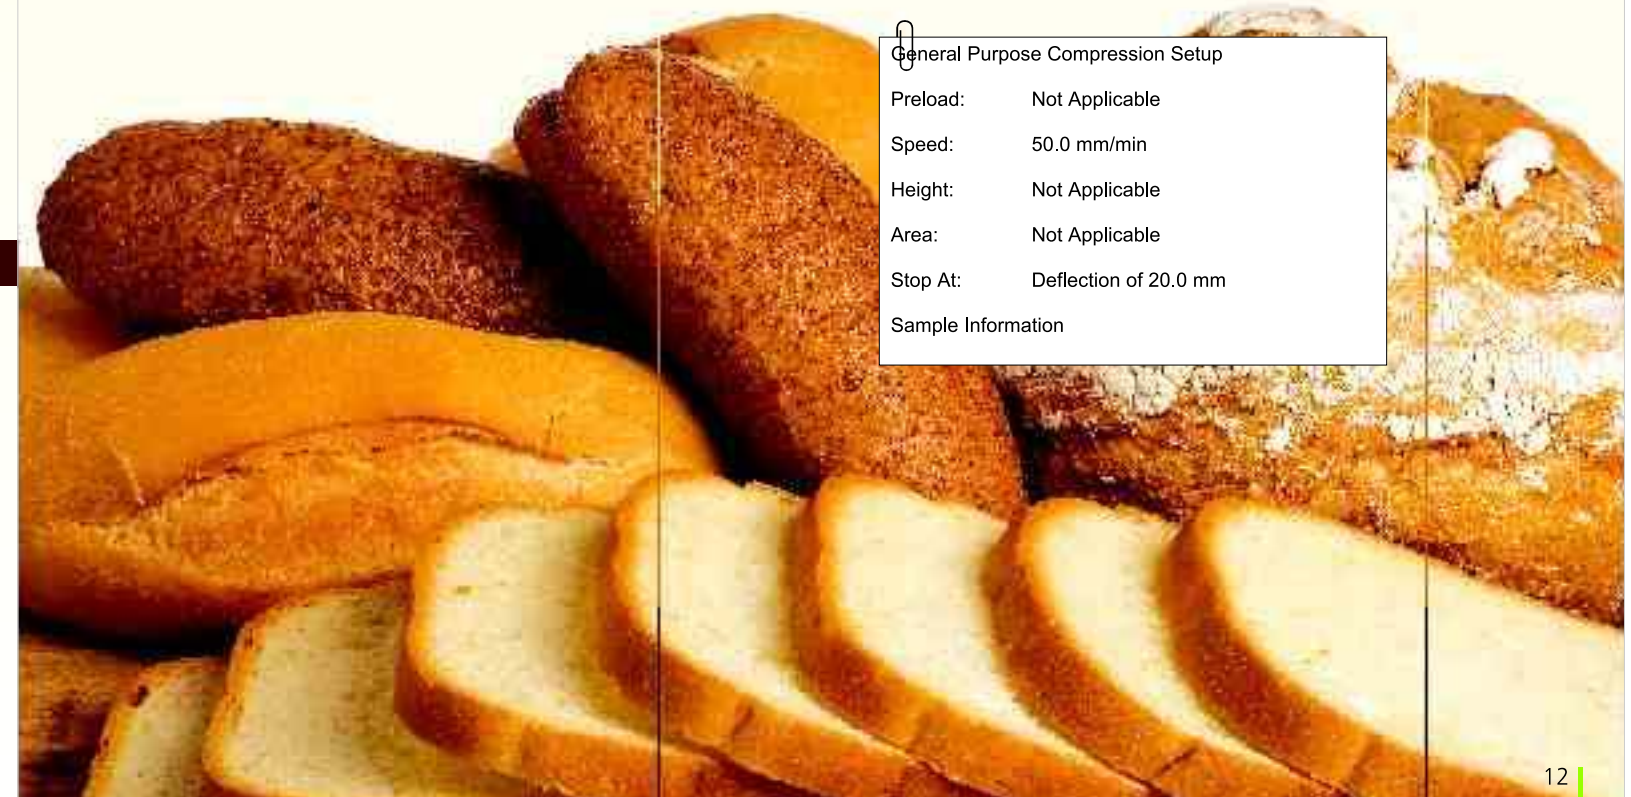 General Purpose Compression Setup
Preload: Not Applicable
Speed: 50.0 mm/min
Height: Not Applicable
Area: Not Applicable
Stop At: Deflection of 20.0 mm
Sample Information
12